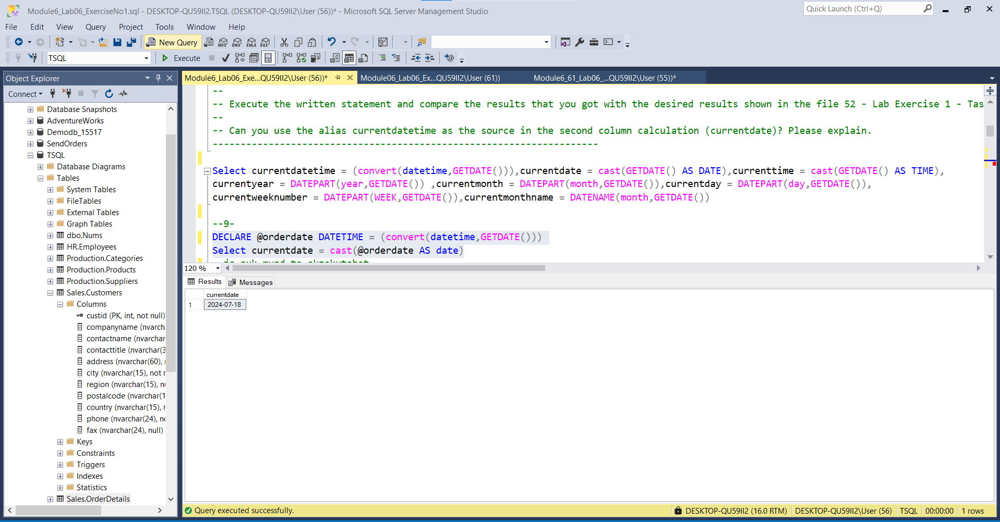 Module6_Lab06_ExerciseNo1.sql - DESKTOP-QU59II2.TSQL (DESKTOP-QU59II2\User (56))* - Microsoft SQL Server Management Studio
Quick Launch (Ctrl+Q)
File Edit View Query Project Tools Window Help
New Query
MDX DMX XMLA DAX
TSQL
Execute
Object Explorer
Connect
Database Snapshots
AdventureWorks
Demodb_15517
SendOrders
TSQL
Database Diagrams
Tables
System Tables
FileTables
External Tables
Graph Tables
dbo.Nums
HR.Employees
Production.Categories
Production.Products
Production.Suppliers
Sales.Customers
Columns
custid (PK, int, not null)
companyname (nvarch
contactname (nvarchar
contacttitle (nvarchar(3
address (nvarchar(60),
city (nvarchar(15), not
region (nvarchar(15),
postalcode (nvarchar(1
country (nvarchar(15),
phone (nvarchar(24),
fax (nvarchar(24), null)
Keys
Constraints
Triggers
Indexes
Statistics
Sales.OrderDetails
Module6_Lab06_Exe...QU59II2\User (56))* Module06_Lab06_Ex...QU59II2\User (61)) Module6_61_Lab06_...QU59II2\User (55))*
--
-- Execute the written statement and compare the results that you got with the desired results shown in the file 52 - Lab Exercise 1 - Tas
--
-- Can you use the alias currentdatetime as the source in the second column calculation (currentdate)? Please explain.
---------------------------------------------------------------------
Select currentdatetime = (convert(datetime,GETDATE())),currentdate = cast(GETDATE() AS DATE),currenttime = cast(GETDATE() AS TIME),
currentyear = DATEPART(year,GETDATE()) ,currentmonth = DATEPART(month,GETDATE()),currentday = DATEPART(day,GETDATE()),
currentweeknumber = DATEPART(WEEK,GETDATE()),currentmonthname = DATENAME(month,GETDATE())
--9-
DECLARE @orderdate DATETIME = (convert(datetime,GETDATE()))
Select currentdate = cast(@orderdate AS date)
120 %
Results Messages
currentdate
1 2024-07-18
Query executed successfully.
DESKTOP-QU59II2 (16.0 RTM) DESKTOP-QU59II2\User (56) TSQL 00:00:00 1 rows